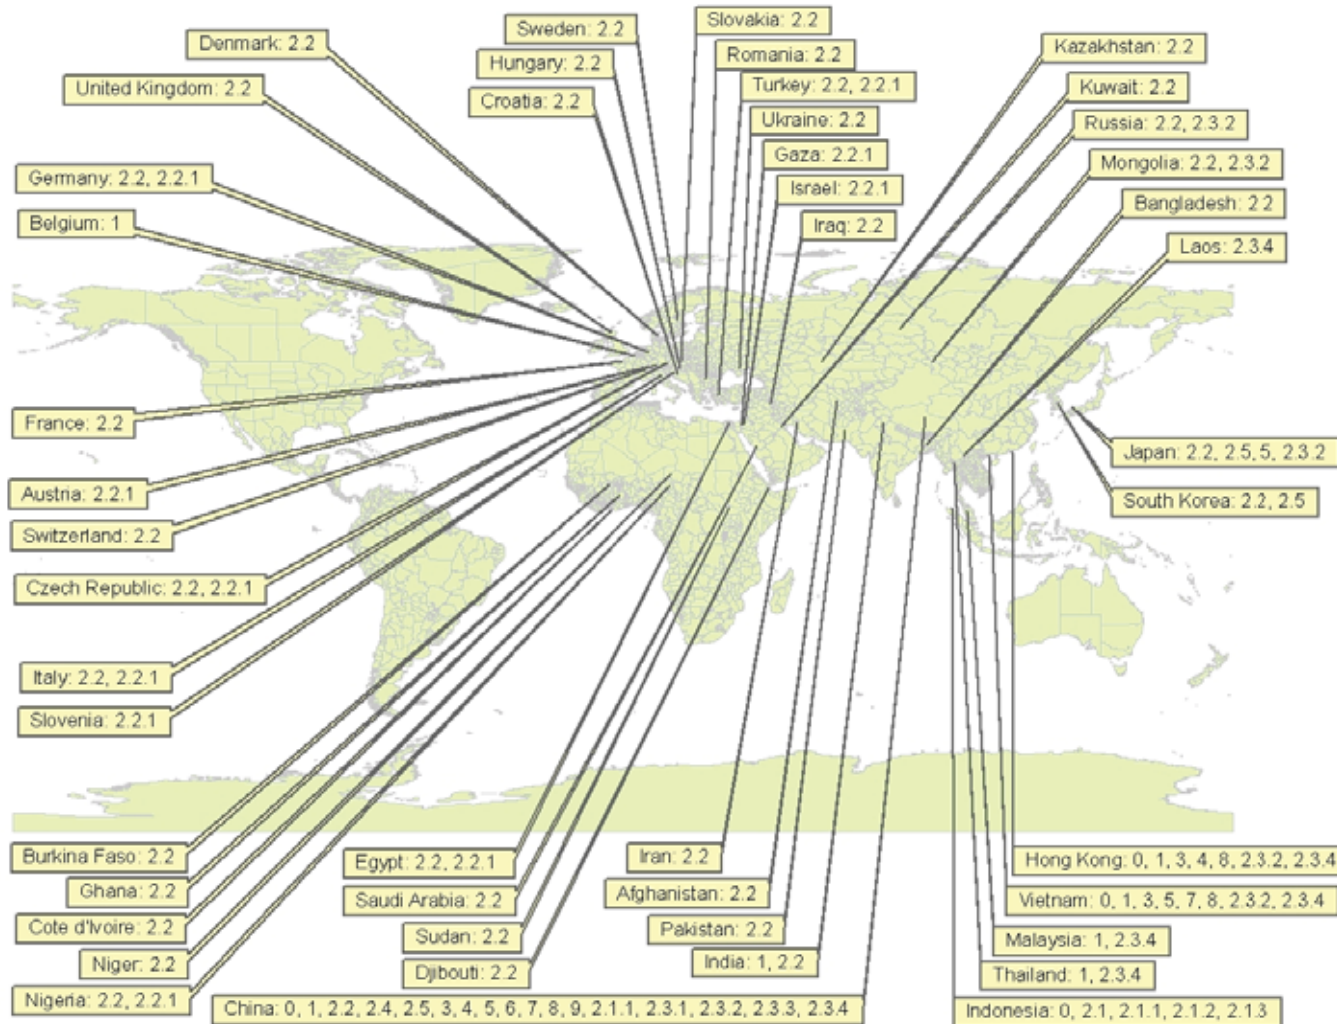 Sweden: 2.2
Slovakia: 2.2
Denmark: 2.2
Hungary: 2.2
Romania: 2.2
Kazakhstan: 2.2
United Kingdom: 2.2
Croatia: 2.2
Turkey: 2.2, 2.2.1
Kuwait: 2.2
Ukraine: 2.2
Russia: 2.2, 2.3.2
Germany: 2.2, 2.2.1
Gaza: 2.2.1
Mongolia: 2.2, 2.3.2
Israel: 2.2.1
Bangladesh: 2.2
Belgium: 1
Iraq: 2.2
Laos: 2.3.4
France: 2.2
Japan: 2.2, 2.5,5, 2.3.2
Austria: 2.2.1
South Korea: 2.2, 2.5
Switzerland: 2.2
Czech Republic: 2.2, 2.2.1
Italy: 2.2, 2.2.1
Slovenia: 2.2.1
Burkina Faso: 2.2
Egypt: 2.2, 2.2.1
Iran: 2.2
Hong Kong: 0, 1, 3, 4, 8, 2.3.2, 2.3.4
Ghana: 2.2
Saudi Arabia: 2.2
Afghanistan: 2.2
Vietnam: 0, 1, 3, 5, 7, 8, 2.3.2, 2.3.4
Cote d'Ivoire: 2.2
Sudan: 2.2
Pakistan: 2.2
Malaysia: 1, 2.3.4
Niger: 2.2
Djibouti: 2.2
India: 1, 2.2
Thailand: 1, 2.3.4
Nigeria: 2.2, 2.2.1
China: 0, 1, 2.2, 2.4, 2.5, 3, 4, 5, 6, 7, 8, 9, 2.1.1, 2.3.1, 2.3.2, 2.3.3, 2.3.4
Indonesia: 0, 2.1, 2.1.1, 2.1.2, 2.1.3